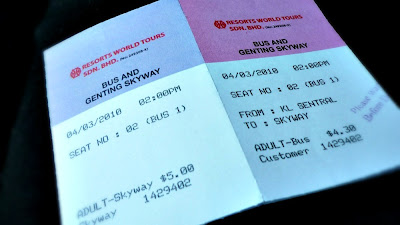 RESORTS WORLD TOURS
SDN. BHD.
BUS AND
GENTING SKYWAY
04/03/2010 02:00PM
SEAT NO : 02 (BUS 1)
ADULT-Skyway $5.00
Skyway 1429402
RESORTS WORLD TOURS
SDN. BHD.
BUS AND
GENTING SKYWAY
04/03/2010 02:00PM
SEAT NO : 02 (BUS 1)
FROM : KL SENTRAL
TO : SKYWAY
ADULT-Bus $4.30
Customer 1429402